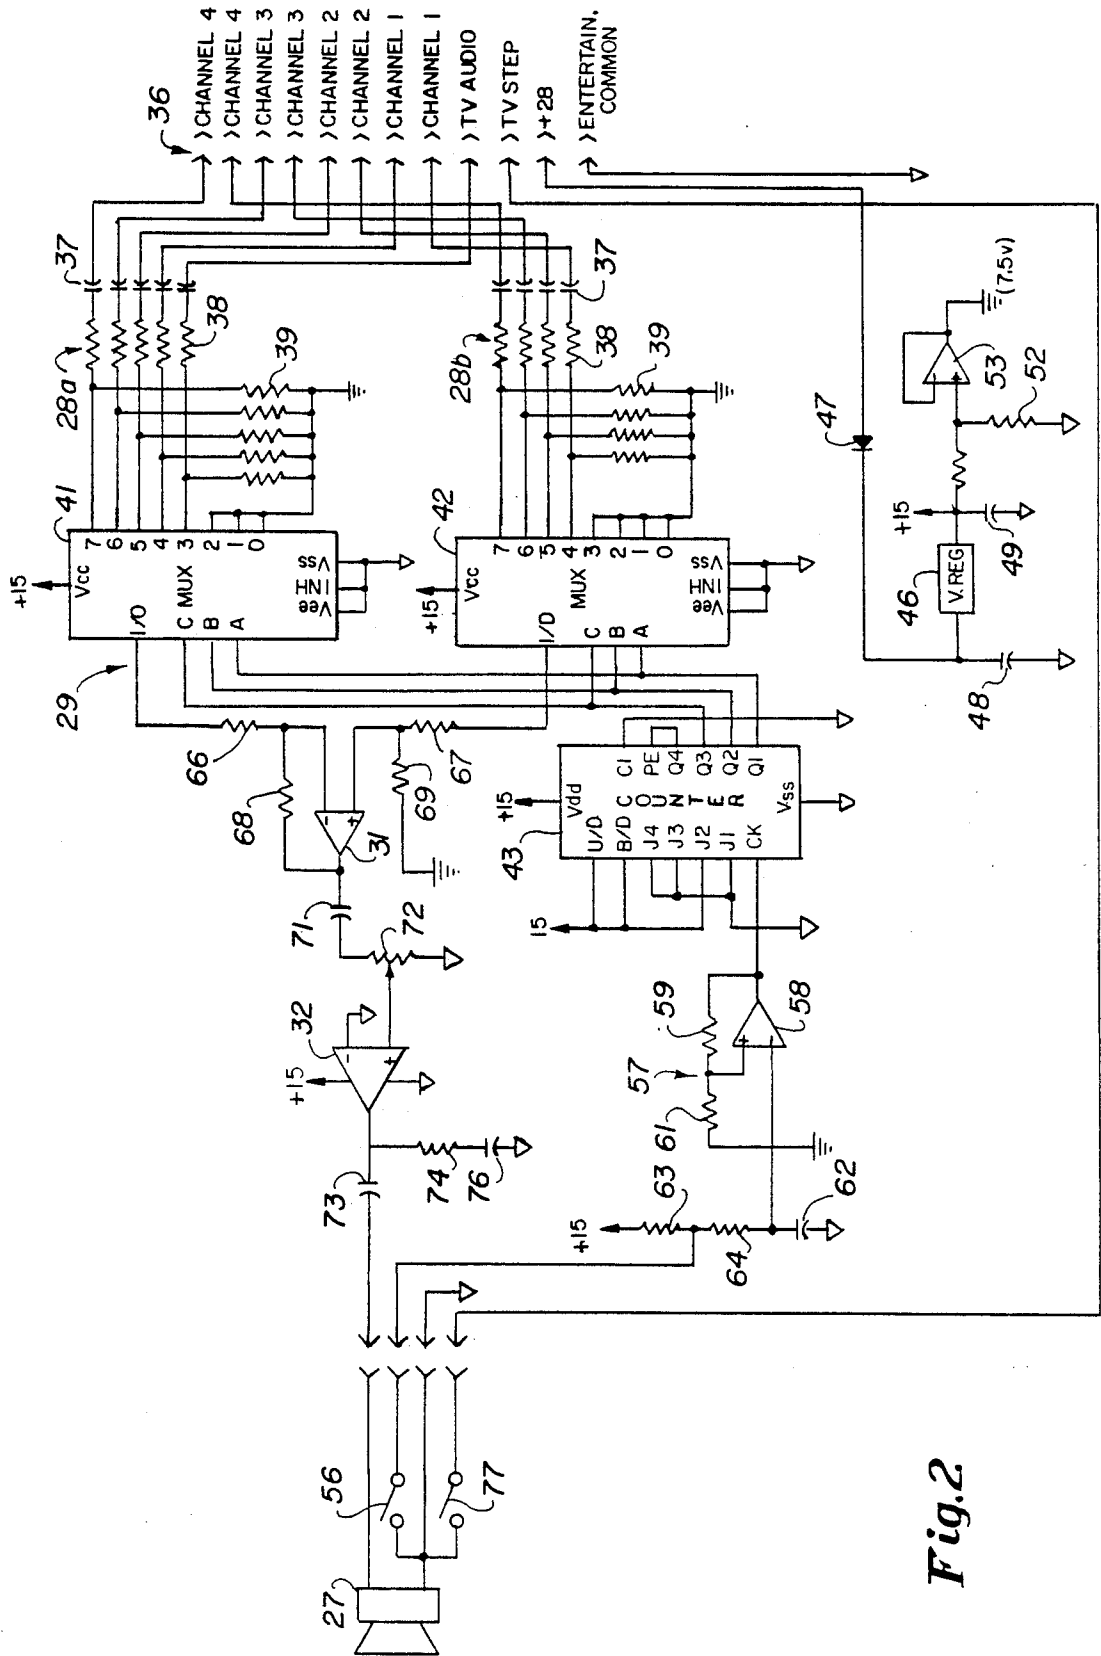 36
CHANNEL 4
CHANNEL 4
CHANNEL 3
CHANNEL 3
CHANNEL 2
CHANNEL 2
CHANNEL 1
CHANNEL 1
TV AUDIO
TV STEP
+28
ENTERTAIN.
COMMON
37
28a
38
39
41
+15
Vcc
7
6
5
4
3
2
1
0
MUX
I/O
C
B
A
Vee
INH
Vss
29
37
28b
38
39
42
+15
Vcc
7
6
5
4
3
2
1
0
MUX
I/D
C
B
A
Vee
INH
Vss
66
68
67
69
31
-
+
71
72
32
+15
-
+
73
74
76
43
+15
Vdd
U/D
B/D
J4
J3
J2
J1
CK
COUNTER
C1
PE
Q4
Q3
Q2
Q1
Vss
15
57
59
61
58
+
-
63
+15
64
62
47
46
V.REG
+15
48
49
52
53
-
+
(7.5v)
56
77
27
Fig.2